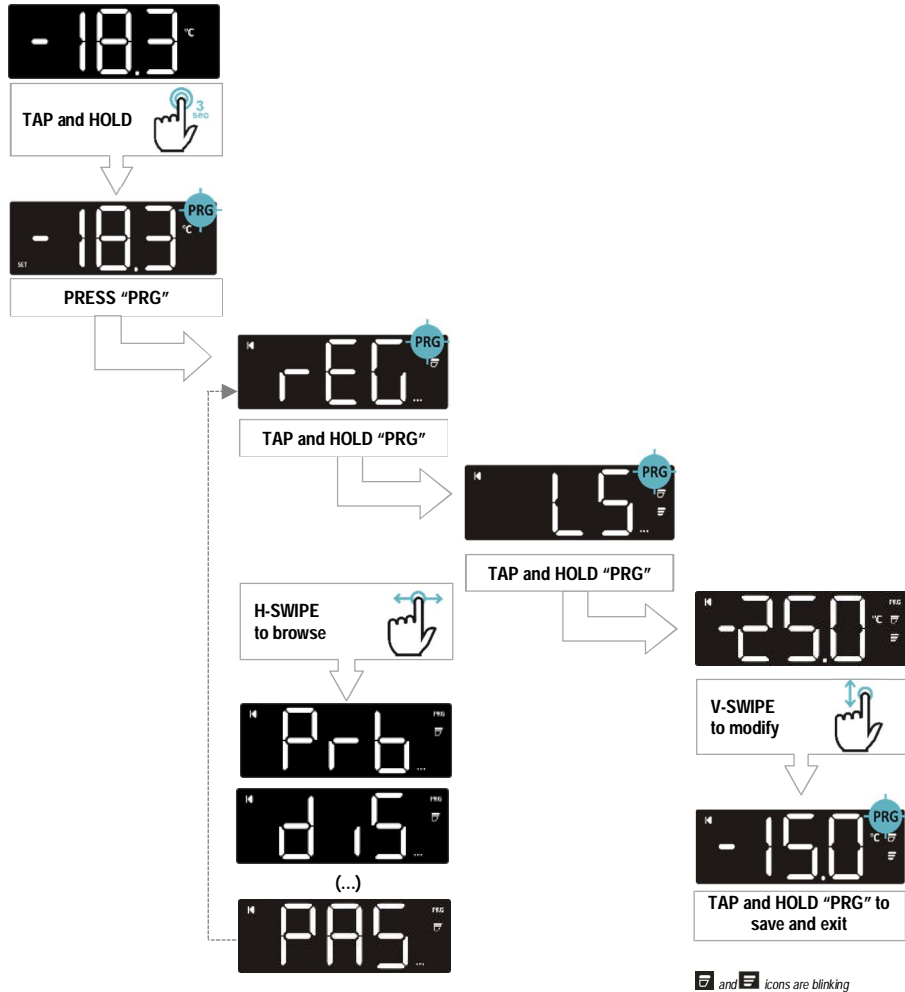 -18.3 °C
TAP and HOLD
3
sec
PRG
-18.3 °C
SET
PRESS “PRG”
PRG
rEG...
TAP and HOLD “PRG”
PRG
LS...
TAP and HOLD “PRG”
H-SWIPE
to browse
PRG
Prb...
PRG
diS...
(...)
PRG
PAS...
PRG
-25.0 °C
V-SWIPE
to modify
PRG
-15.0 °C
TAP and HOLD “PRG” to
save and exit
and icons are blinking